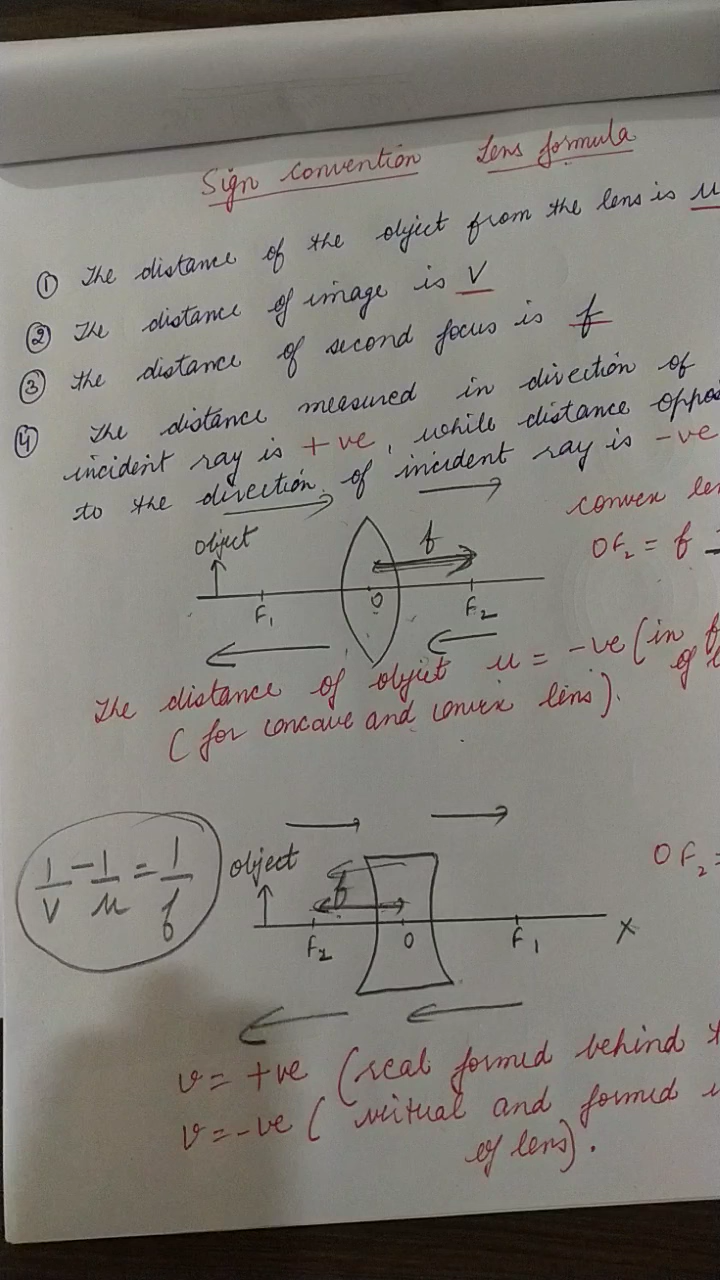 Sign convention Lens formula
① The distance of the object from the lens is u
② The distance of image is V
③ the distance of second focus is f
④ The distance measured in direction of
incident ray is +ve, while distance oppos
to the direction of incident ray is -ve
convex len
object
f
OF₂ = f
F₁
O
F₂
The distance of object u = -ve (in f
of l
(for concave and convex lens).
1/v - 1/u = 1/f
object
f
OF₂ =
F₂
O
F₁
X
v = +ve (real formed behind t
v = -ve (virtual and formed i
of lens).